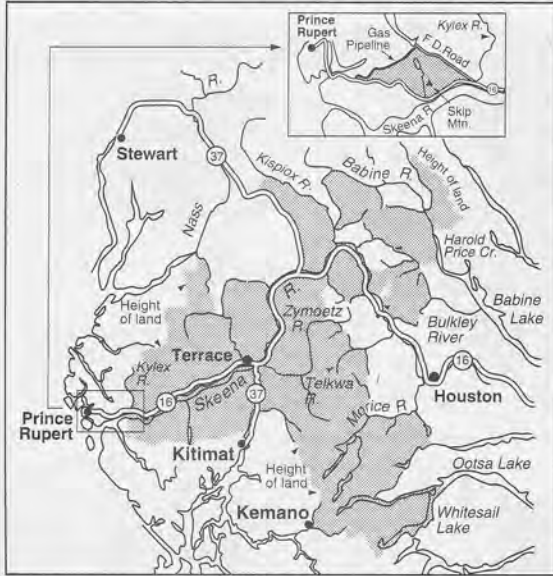 Prince
Rupert
Kylex R.
Gas
Pipeline
F.D. Road
16
Skeena R.
Skip
Mtn.
R.
Stewart
37
Kispiox R.
Babine R.
Height of land
Nass
Harold
Price Cr.
Height
of land
R.
Zymoetz
R.
Babine
Lake
Bulkley
River
Terrace
Kylex
R.
16
Skeena
37
Telkwa
R.
16
Houston
Prince
Rupert
Morice R.
Kitimat
Height
of land
Ootsa Lake
Kemano
Whitesail
Lake